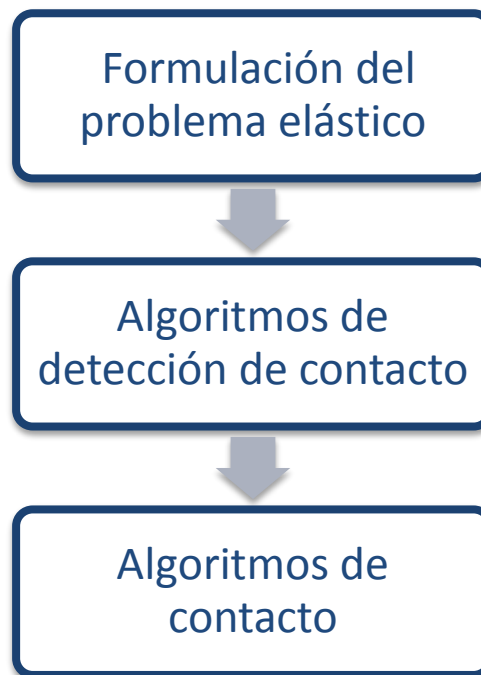 Formulación del
problema elástico
Algoritmos de
detección de contacto
Algoritmos de
contacto